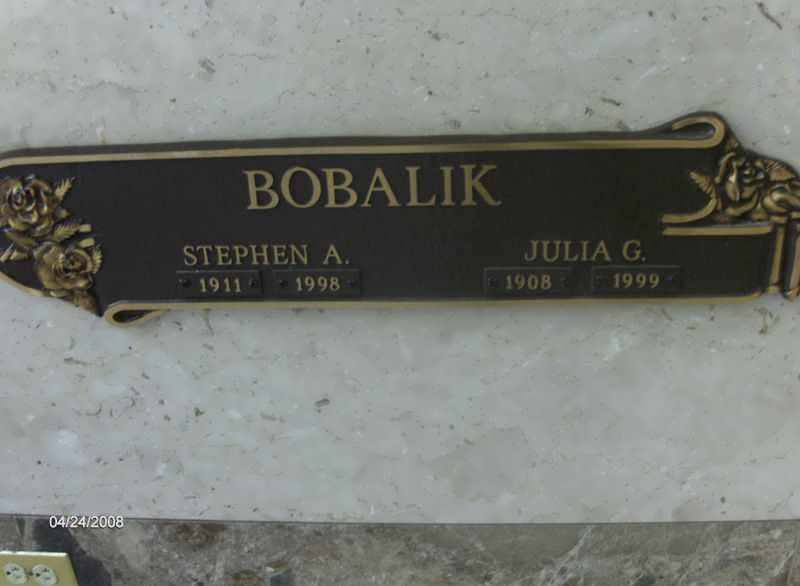 BOBALIK
STEPHEN A. JULIA G.
1911 1998 1908 1999
04/24/2008